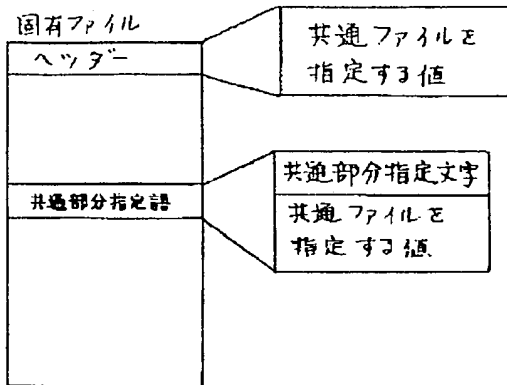 固有ファイル
ヘッダー
共通ファイルを
指定する値
共通部分指定語
共通部分指定文字
共通ファイルを
指定する値